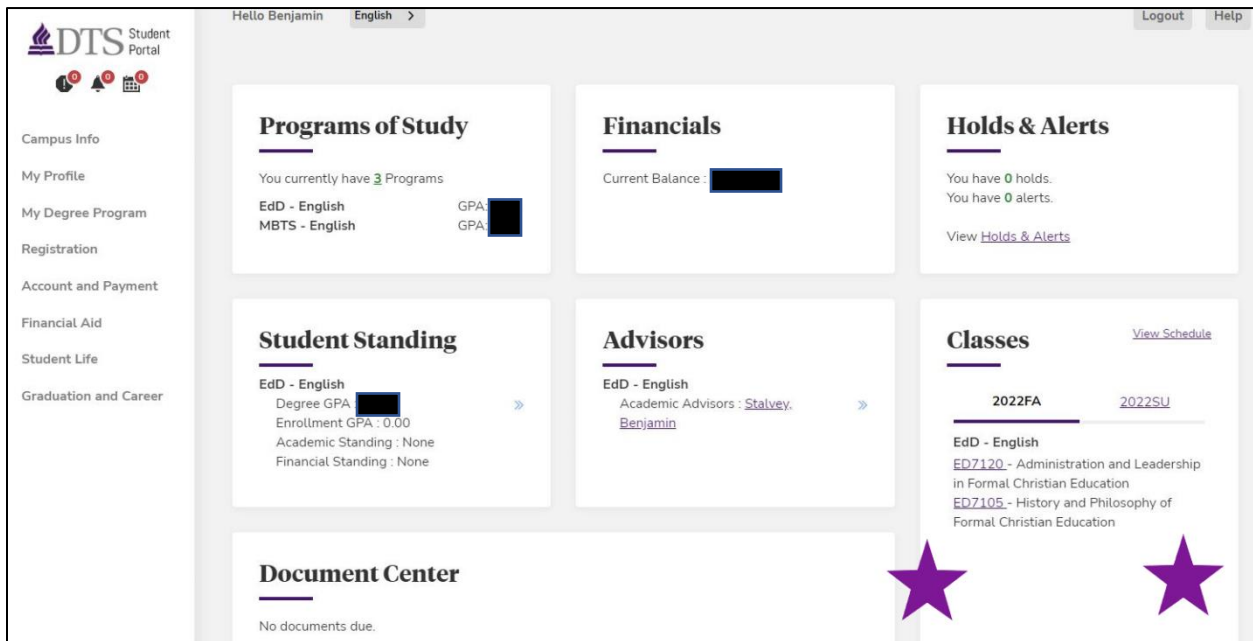 Hello Benjamin
English >
Logout
Help
DTS Student
Portal
0 0 0
Campus Info
My Profile
My Degree Program
Registration
Account and Payment
Financial Aid
Student Life
Graduation and Career
Programs of Study
You currently have 3 Programs
EdD - English GPA:
MBTS - English GPA:
Financials
Current Balance :
Holds & Alerts
You have 0 holds.
You have 0 alerts.
View Holds & Alerts
Student Standing
EdD - English
Degree GPA :
Enrollment GPA : 0.00
Academic Standing : None
Financial Standing : None
»
Advisors
EdD - English
Academic Advisors : Stalvey,
Benjamin
»
Classes
View Schedule
2022FA 2022SU
EdD - English
ED7120 - Administration and Leadership
in Formal Christian Education
ED7105 - History and Philosophy of
Formal Christian Education
Document Center
No documents due.